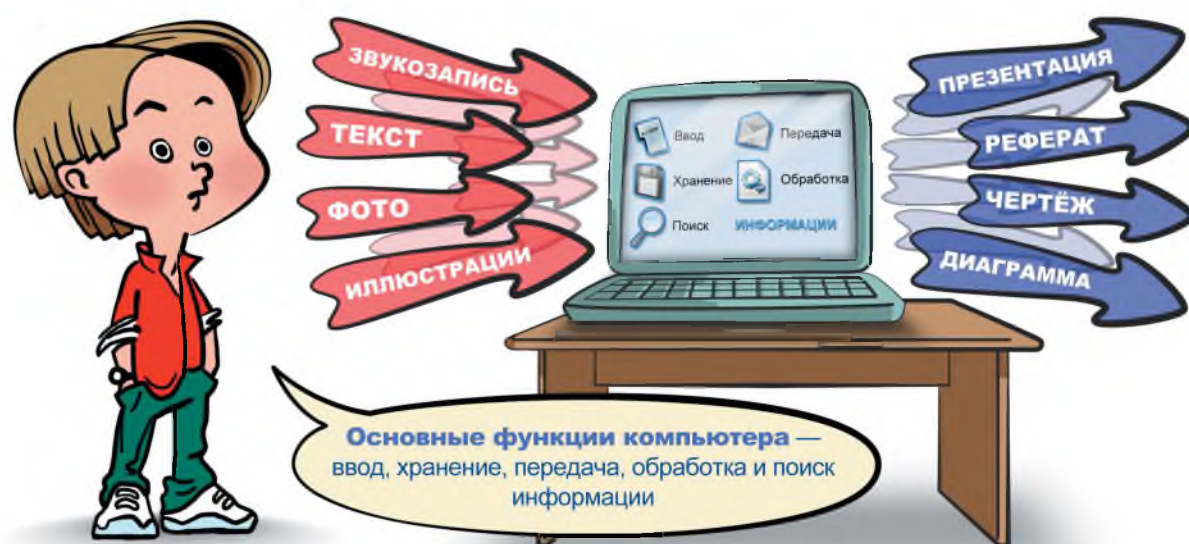 ЗВУКОЗАПИСЬ
ТЕКСТ
ФОТО
ИЛЛЮСТРАЦИИ
Ввод
Передача
Хранение
Обработка
Поиск
ИНФОРМАЦИИ
ПРЕЗЕНТАЦИЯ
РЕФЕРАТ
ЧЕРТЁЖ
ДИАГРАММА
Основные функции компьютера —
ввод, хранение, передача, обработка и поиск
информации